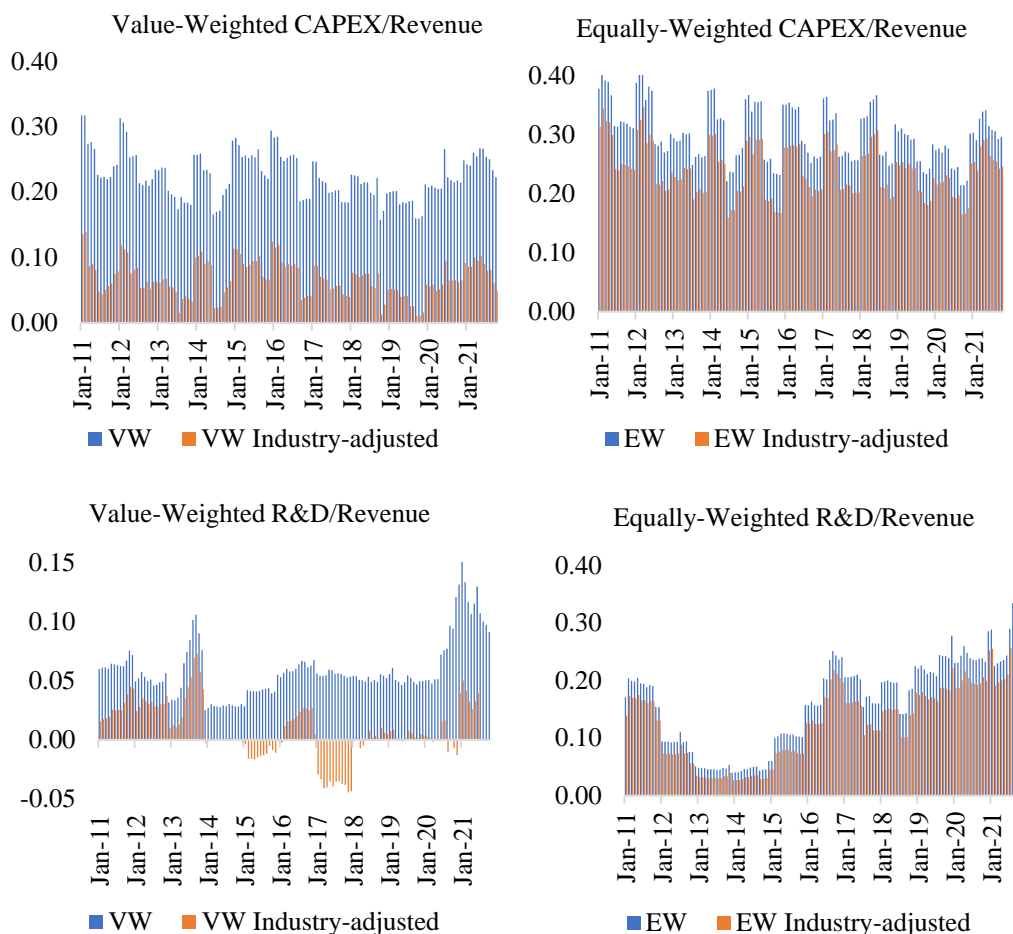 Value-Weighted CAPEX/Revenue
0.40
0.30
0.20
0.10
0.00
Jan-11
Jan-12
Jan-13
Jan-14
Jan-15
Jan-16
Jan-17
Jan-18
Jan-19
Jan-20
Jan-21
VW VW Industry-adjusted
Equally-Weighted CAPEX/Revenue
0.40
0.30
0.20
0.10
0.00
Jan-11
Jan-12
Jan-13
Jan-14
Jan-15
Jan-16
Jan-17
Jan-18
Jan-19
Jan-20
Jan-21
EW EW Industry-adjusted
Value-Weighted R&D/Revenue
0.15
0.10
0.05
0.00
-0.05
Jan-11
Jan-12
Jan-13
Jan-14
Jan-15
Jan-16
Jan-17
Jan-18
Jan-19
Jan-20
Jan-21
VW VW Industry-adjusted
Equally-Weighted R&D/Revenue
0.40
0.30
0.20
0.10
0.00
Jan-11
Jan-12
Jan-13
Jan-14
Jan-15
Jan-16
Jan-17
Jan-18
Jan-19
Jan-20
Jan-21
EW EW Industry-adjusted